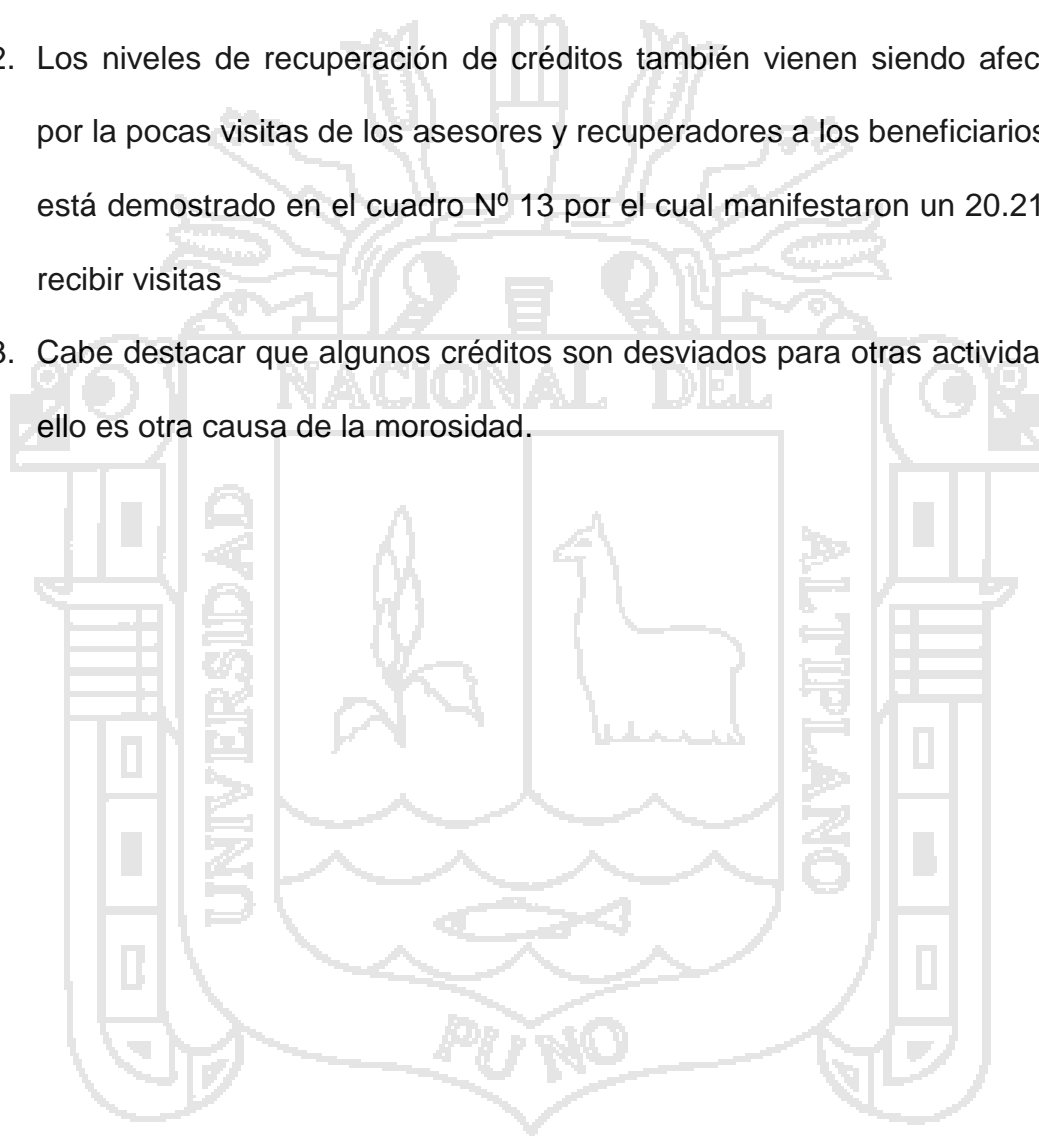 2. Los niveles de recuperación de créditos también vienen siendo afec
por la pocas visitas de los asesores y recuperadores a los beneficiarios
está demostrado en el cuadro Nº 13 por el cual manifestaron un 20.21
recibir visitas
3. Cabe destacar que algunos créditos son desviados para otras activida
ello es otra causa de la morosidad.
NACIONAL DEL
UNIVERSIDAD
ALTIPLANO
PUNO